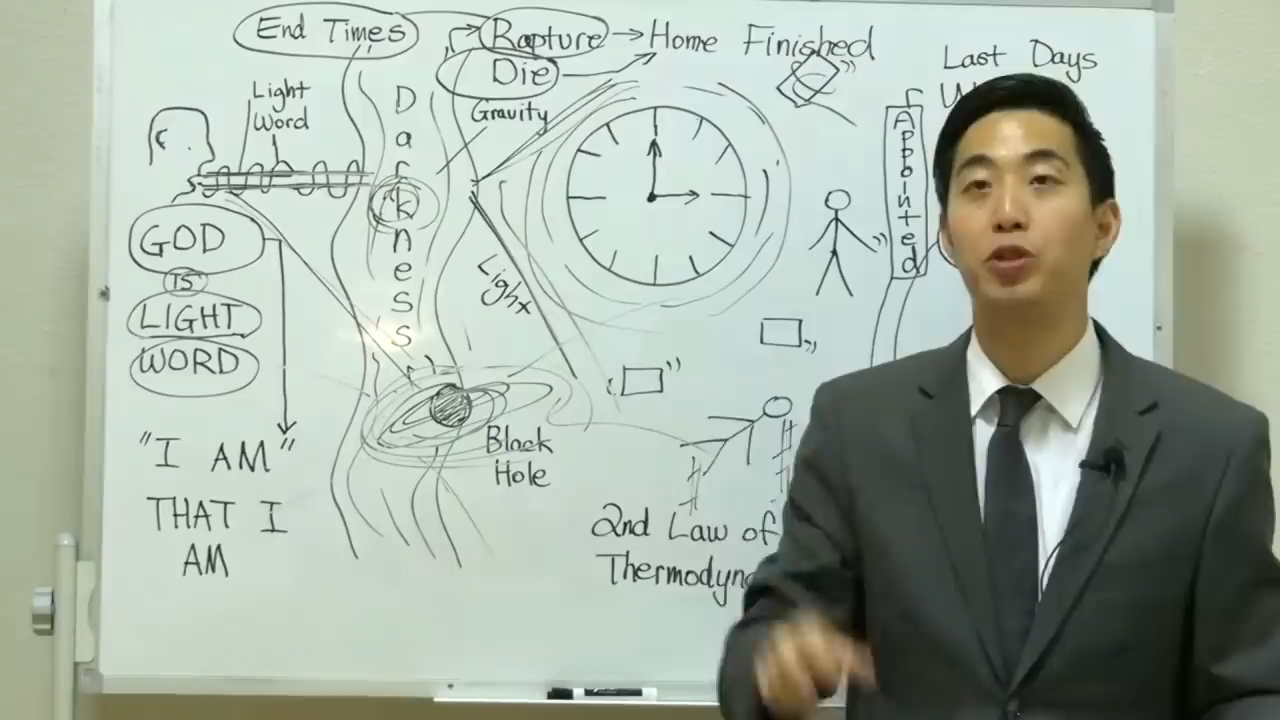 End Times
Rapture
Home Finished
Die
Last Days
Light
Word
Gravity
Darkness
Appointed
GOD
IS
LIGHT
WORD
Light
"I AM"
THAT I
AM
Black
Hole
2nd Law of